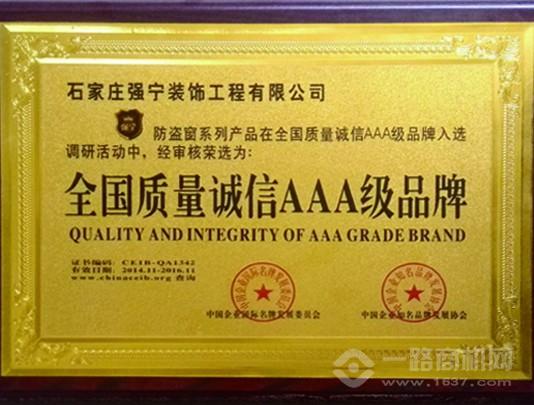 石家庄强宁装饰工程有限公司
防盗窗系列产品在全国质量诚信AAA级品牌入选
调研活动中，经审核荣选为：
全国质量诚信AAA级品牌
QUALITY AND INTEGRITY OF AAA GRADE BRAND
证书编码：CEIB-QA1342
有效日期：2014.11-2016.11
www.chinaceib.org 查询
中国企业国际名牌发展委员会
中国企业知名品牌发展协会
一路商机网
www.1637.com